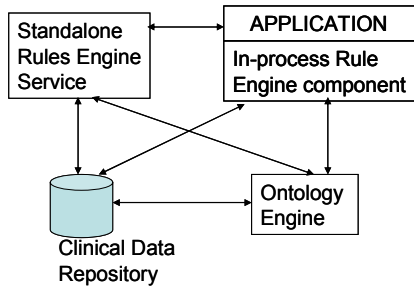 Standalone
Rules Engine
Service
APPLICATION
In-process Rule
Engine component
Ontology
Engine
Clinical Data
Repository